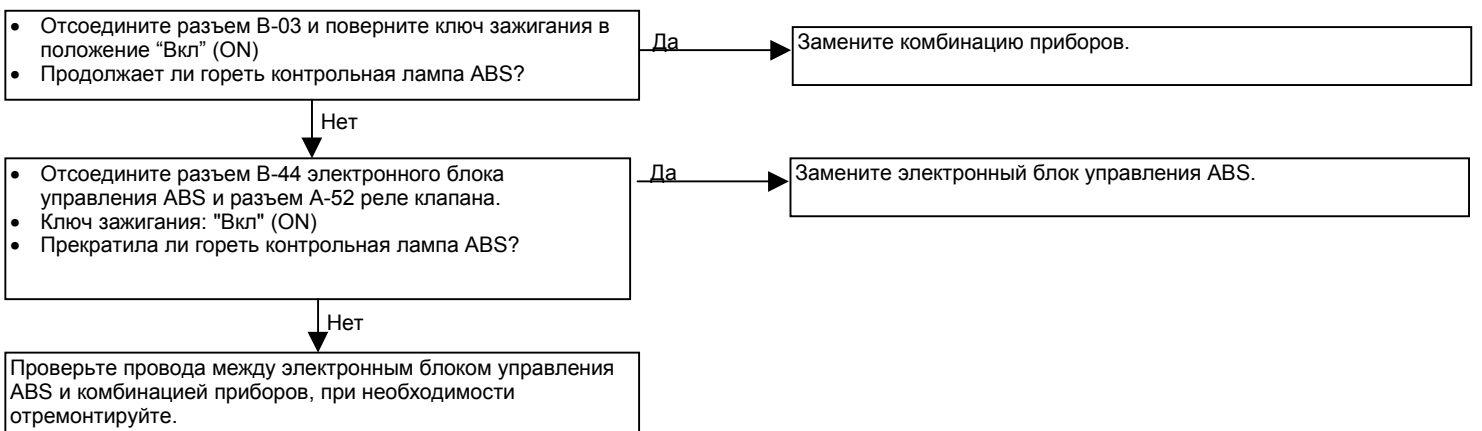 • Отсоедините разъем B-03 и поверните ключ зажигания в
положение “Вкл” (ON)
• Продолжает ли гореть контрольная лампа ABS?
Да
Замените комбинацию приборов.
Нет
• Отсоедините разъем B-44 электронного блока
управления ABS и разъем A-52 реле клапана.
• Ключ зажигания: "Вкл" (ON)
• Прекратила ли гореть контрольная лампа ABS?
Да
Замените электронный блок управления ABS.
Нет
Проверьте провода между электронным блоком управления
ABS и комбинацией приборов, при необходимости
отремонтируйте.